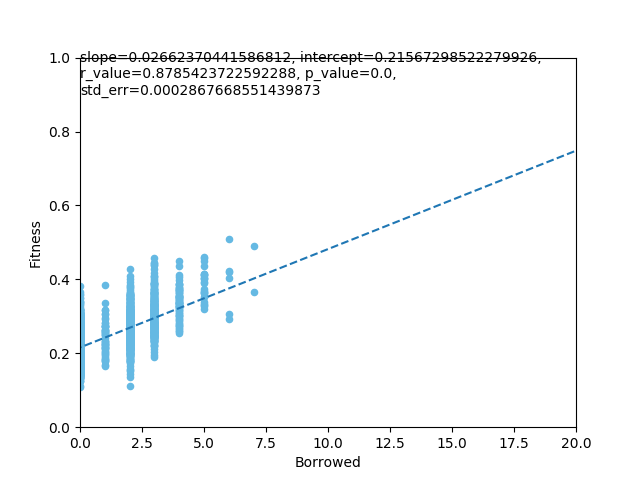 slope=0.02662370441586812, intercept=0.21567298522279926,
r_value=0.8785423722592288, p_value=0.0,
std_err=0.0002867668551439873
1.0
0.8
0.6
0.4
0.2
0.0
Fitness
0.0 2.5 5.0 7.5 10.0 12.5 15.0 17.5 20.0
Borrowed